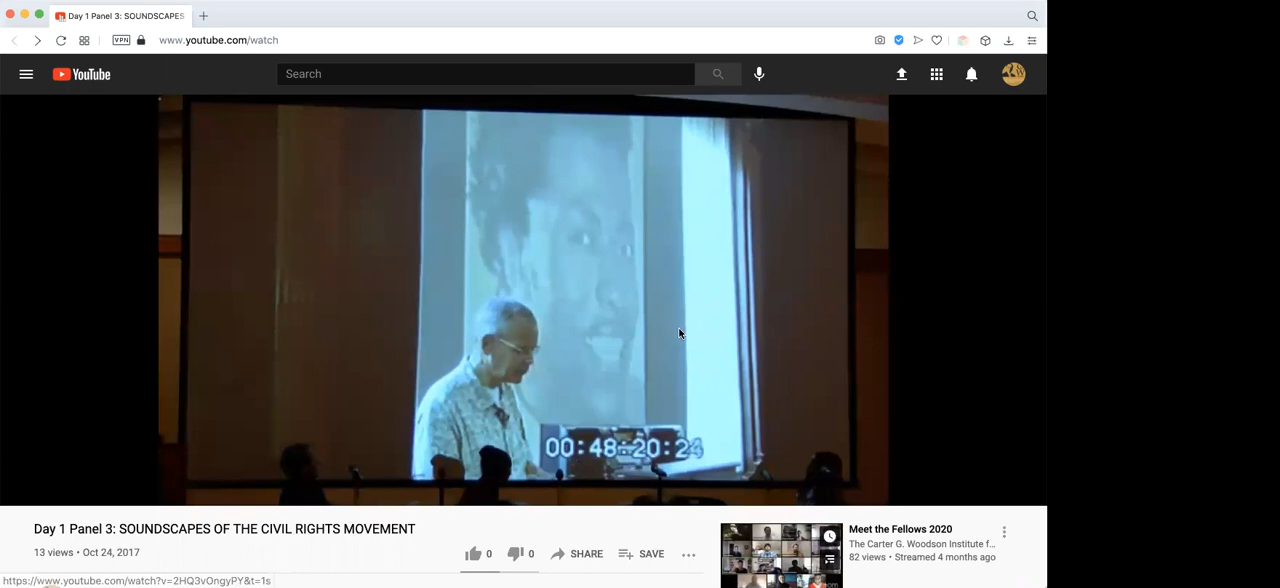 Day 1 Panel 3: SOUNDSCAPES
VPN www.youtube.com/watch
YouTube
Search
00:48:20:24
Day 1 Panel 3: SOUNDSCAPES OF THE CIVIL RIGHTS MOVEMENT
13 views • Oct 24, 2017
0 0 SHARE SAVE
Meet the Fellows 2020
The Carter G. Woodson Institute f...
82 views • Streamed 4 months ago
https://www.youtube.com/watch?v=2HQ3vOngyPY&t=1s